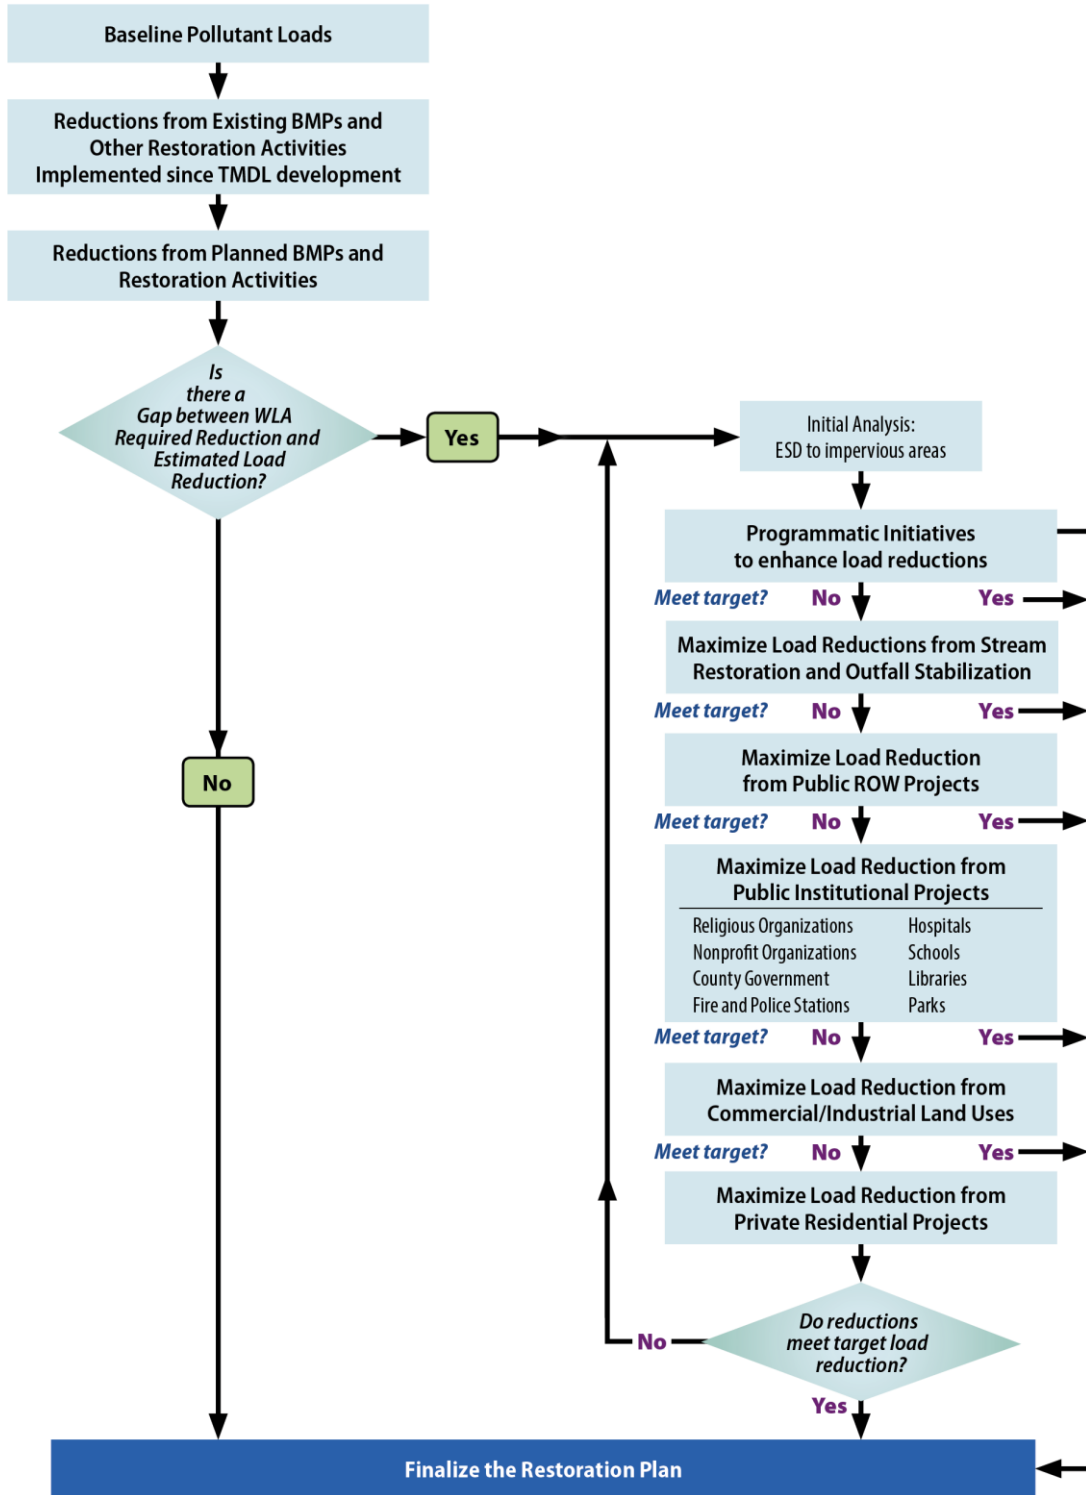 Baseline Pollutant Loads
Reductions from Existing BMPs and
Other Restoration Activities
Implemented since TMDL development
Reductions from Planned BMPs and
Restoration Activities
Is
there a
Gap between WLA
Required Reduction and
Estimated Load
Reduction?
Yes
No
Initial Analysis:
ESD to impervious areas
Programmatic Initiatives
to enhance load reductions
Meet target? No Yes
Maximize Load Reductions from Stream
Restoration and Outfall Stabilization
Meet target? No Yes
Maximize Load Reduction
from Public ROW Projects
Meet target? No Yes
Maximize Load Reduction from
Public Institutional Projects
Religious Organizations Hospitals
Nonprofit Organizations Schools
County Government Libraries
Fire and Police Stations Parks
Meet target? No Yes
Maximize Load Reduction from
Commercial/Industrial Land Uses
Meet target? No Yes
Maximize Load Reduction from
Private Residential Projects
Do reductions
meet target load
reduction?
No
Yes
Finalize the Restoration Plan